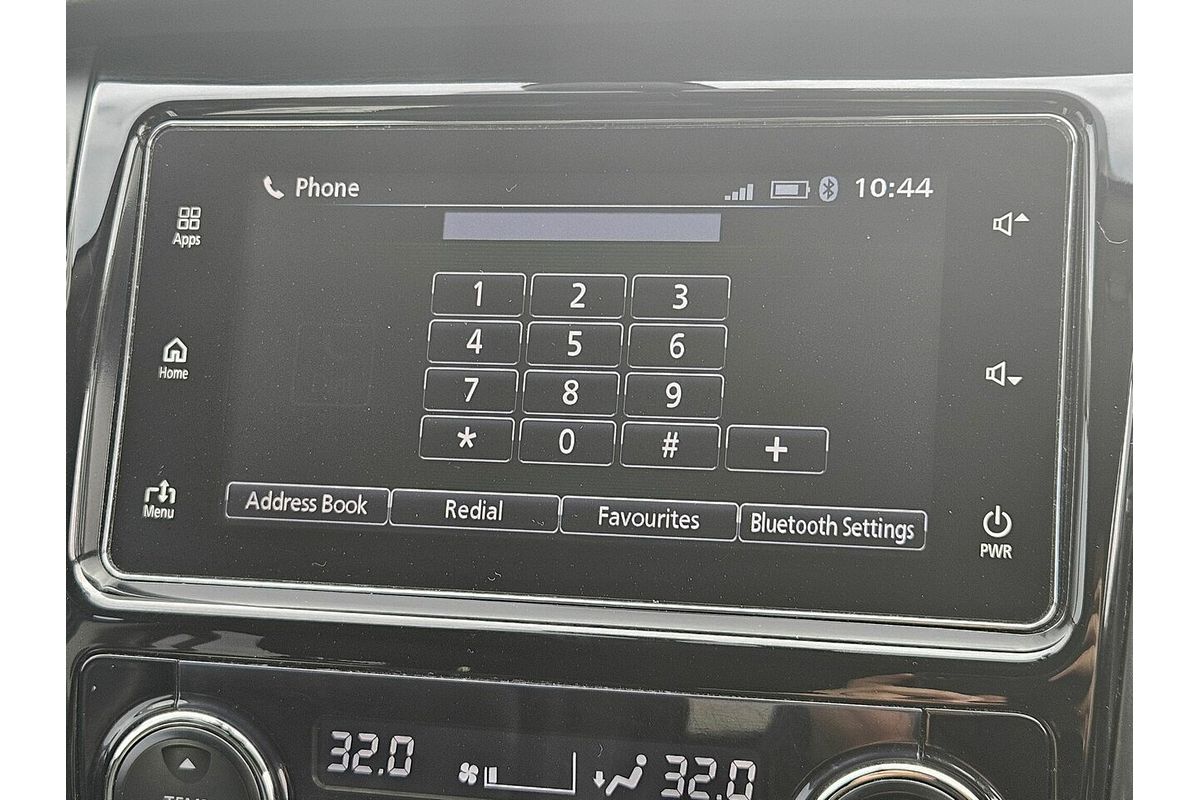 Phone 10:44
Apps
1 2 3
4 5 6
Home
7 8 9
* 0 # +
Menu
Address Book Redial Favourites Bluetooth Settings
PWR
32.0 32.0
TEMP